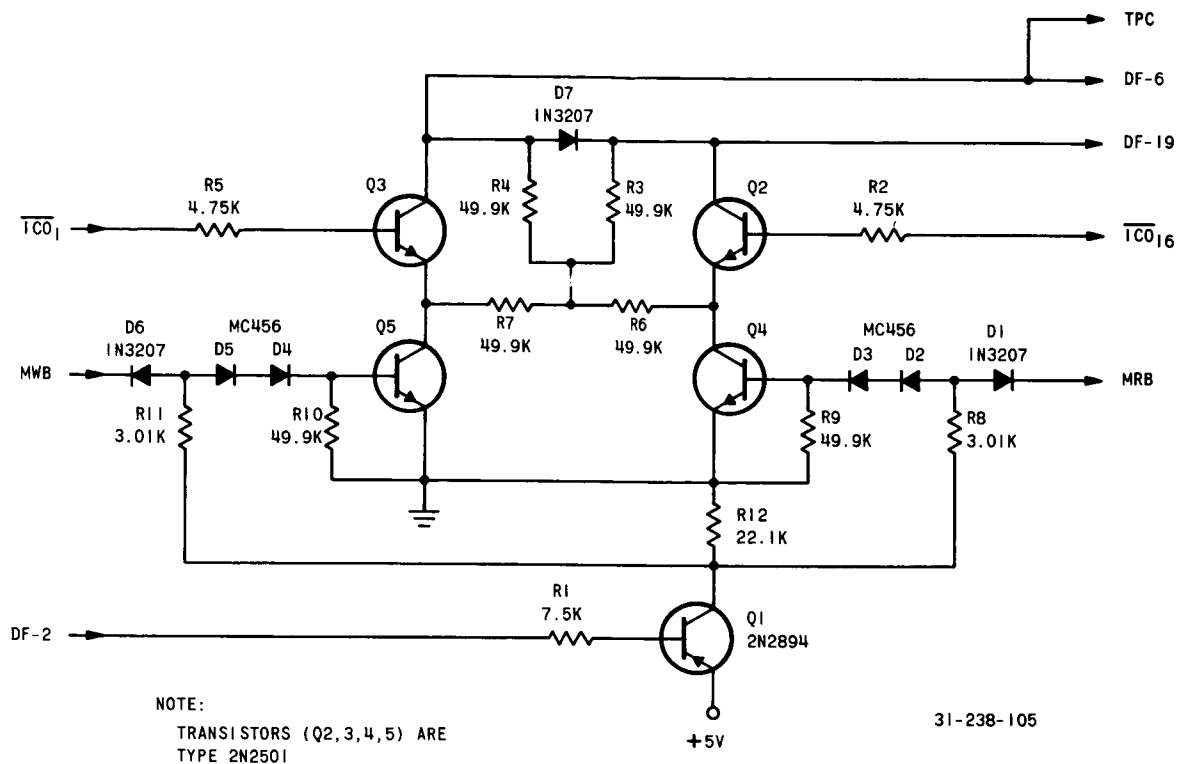 TPC
DF-6
D7
1N3207
DF-19
R5
4.75K
Q3
R4
49.9K
R3
49.9K
Q2
R2
4.75K
TCO1
TCO16
R7
49.9K
R6
49.9K
D6
1N3207
MC456
D5
D4
Q5
Q4
MC456
D3
D2
D1
1N3207
MWB
MRB
R11
3.01K
R10
49.9K
R9
49.9K
R8
3.01K
R12
22.1K
R1
7.5K
Q1
2N2894
DF-2
+5V
NOTE:
TRANSISTORS (Q2,3,4,5) ARE
TYPE 2N2501
31-238-105